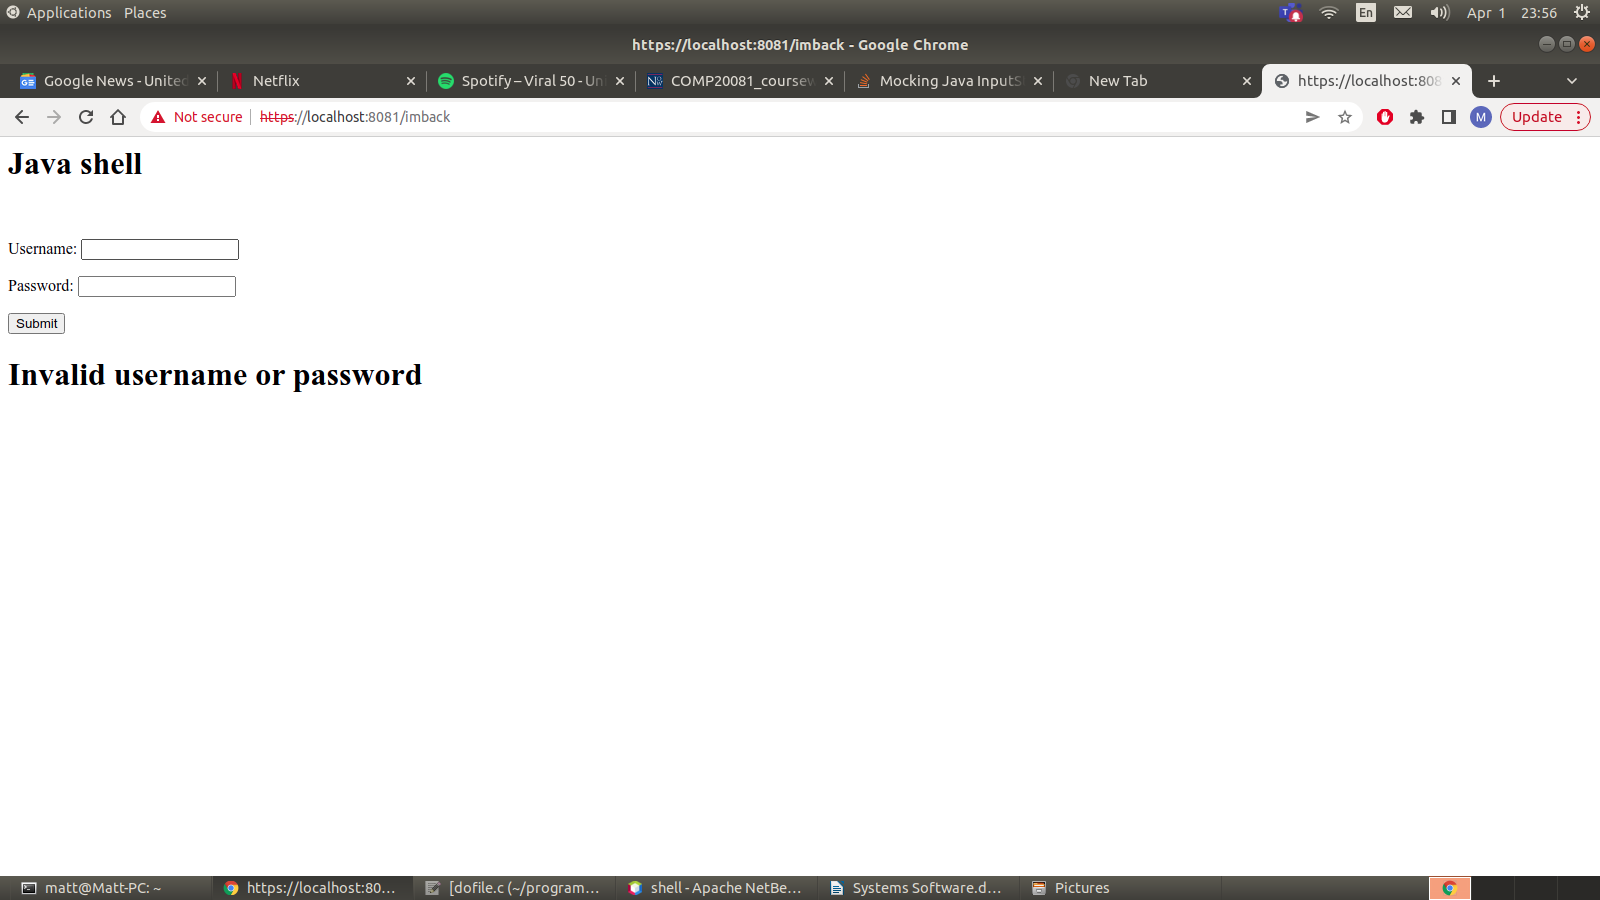 Applications Places
En Apr 1 23:56
https://localhost:8081/imback - Google Chrome
Google News - United
Netflix
Spotify – Viral 50 - Un
COMP20081_coursew
Mocking Java InputS
New Tab
https://localhost:808
Not secure https://localhost:8081/imback
M
Update
Java shell
Username:
Password:
Submit
Invalid username or password
matt@Matt-PC: ~
https://localhost:80...
[dofile.c (~/program...
shell - Apache NetBe...
Systems Software.d...
Pictures